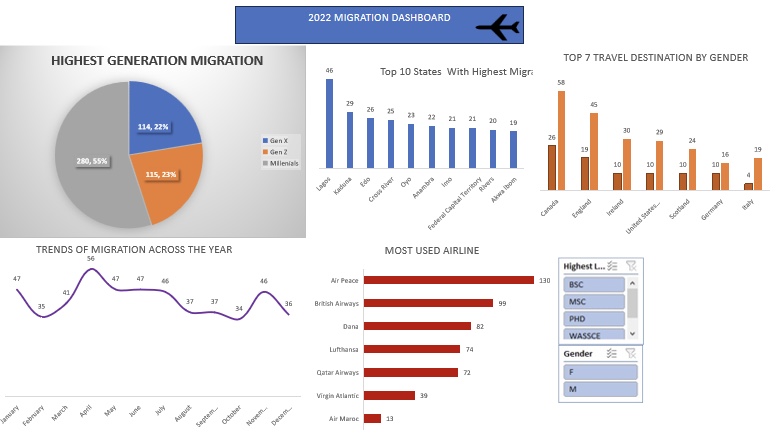 2022 MIGRATION DASHBOARD
HIGHEST GENERATION MIGRATION
114, 22%
115, 23%
280, 55%
Gen X
Gen Z
Millenials
Top 10 States With Highest Migra
46
29
26
25
23
22
21
21
20
19
Lagos
Kaduna
Edo
Cross River
Oyo
Anambra
Imo
Federal Capital Territory
Rivers
Akwa Ibom
TOP 7 TRAVEL DESTINATION BY GENDER
26
58
19
45
10
30
10
29
10
24
10
16
4
19
Canada
England
Ireland
United States...
Scotland
Germany
Italy
TRENDS OF MIGRATION ACROSS THE YEAR
47
35
41
56
47
47
46
37
37
34
46
36
January
February
March
April
May
June
July
August
Septem...
October
Novem...
Decem...
MOST USED AIRLINE
Air Peace 130
British Airways 99
Dana 82
Lufthansa 74
Qatar Airways 72
Virgin Atlantic 39
Air Maroc 13
Highest L...
BSC
MSC
PHD
WASSCE
Gender
F
M